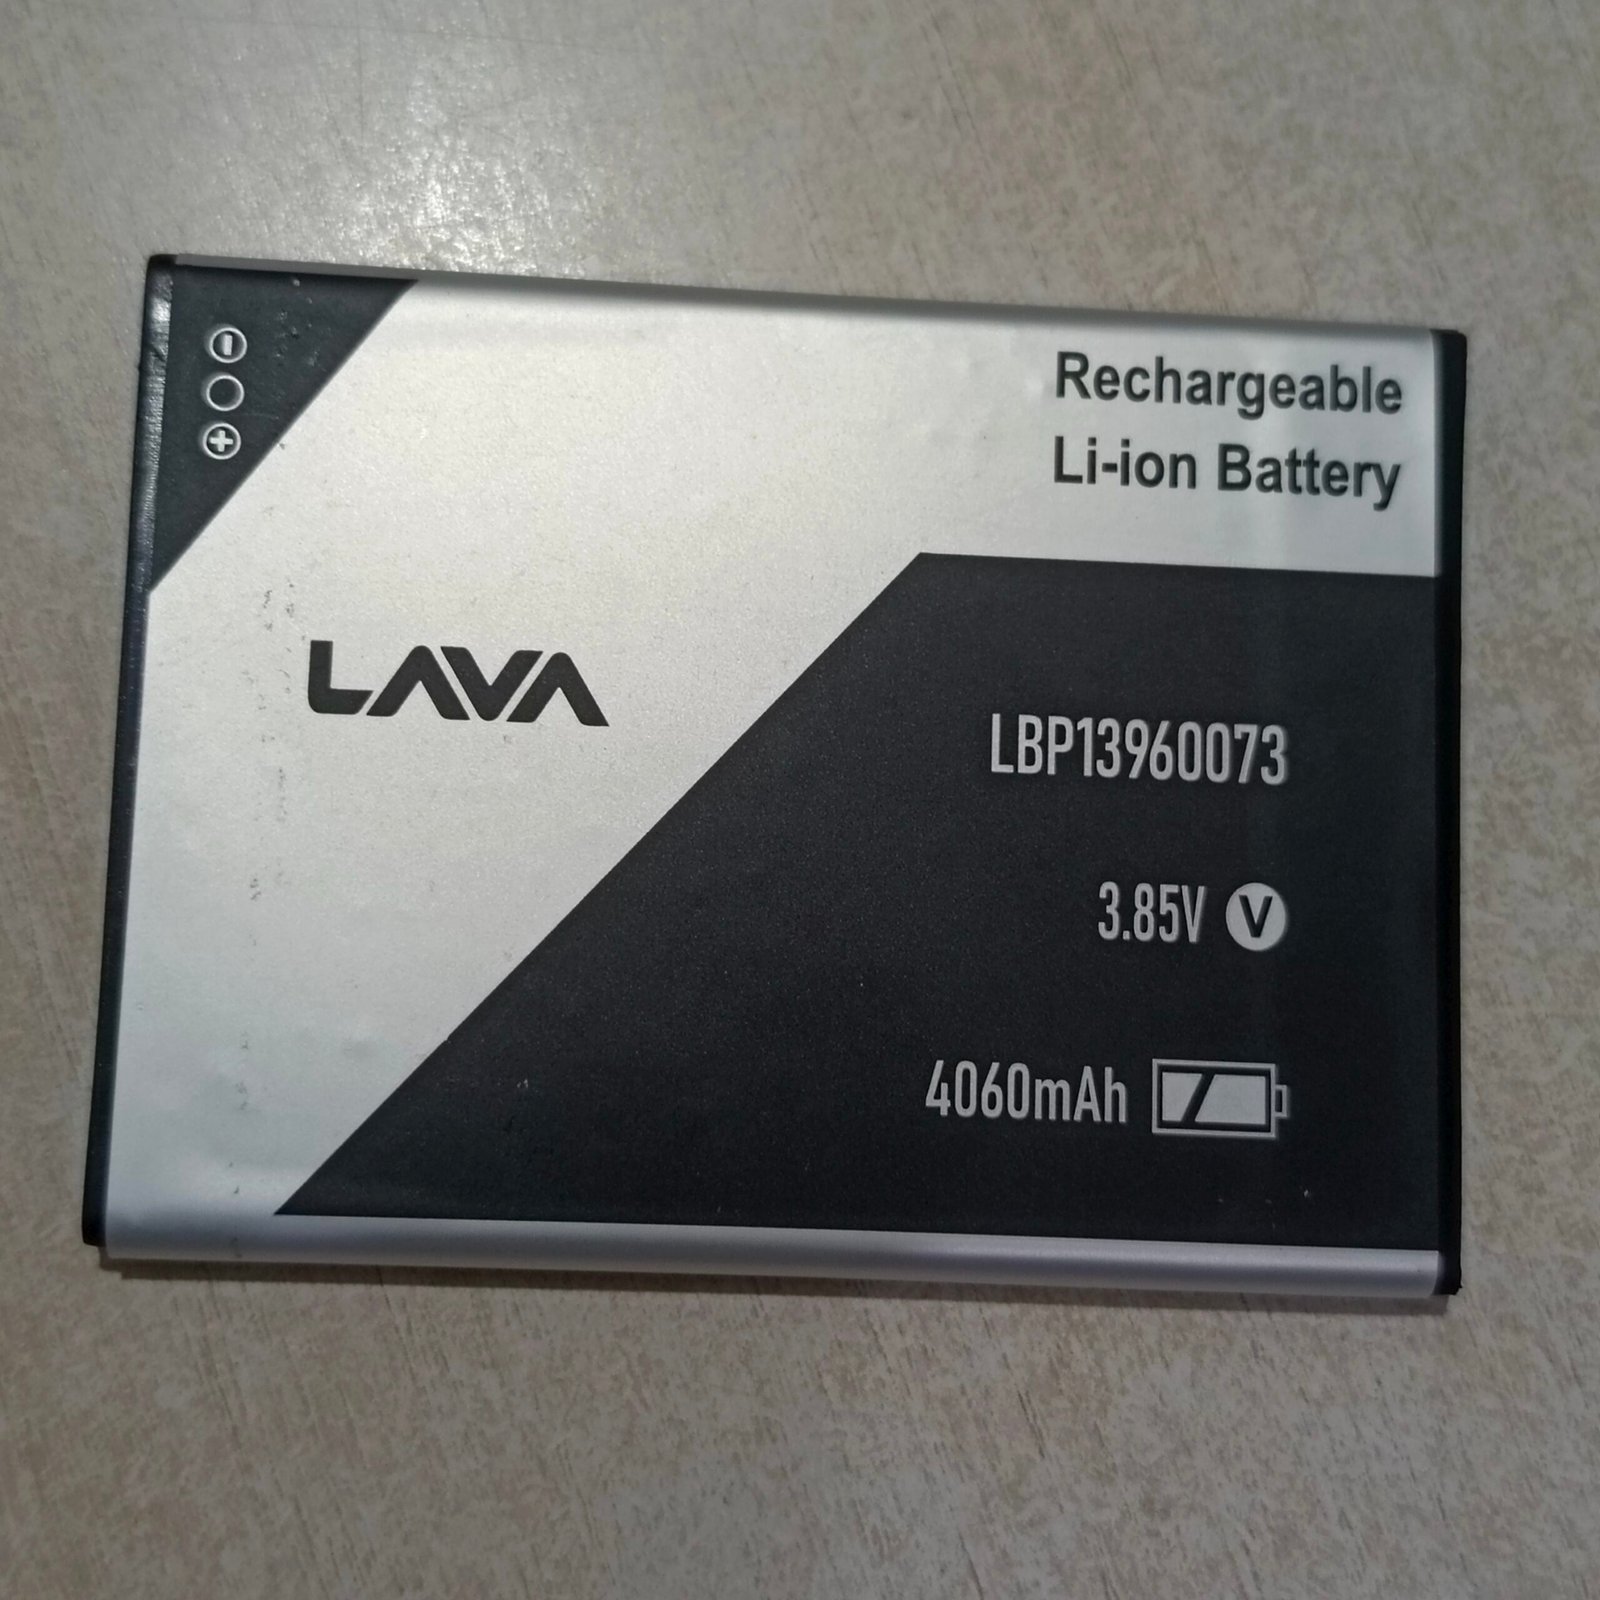 Rechargeable
Li-ion Battery
LAVA
LBP13960073
3.85V V
4060mAh